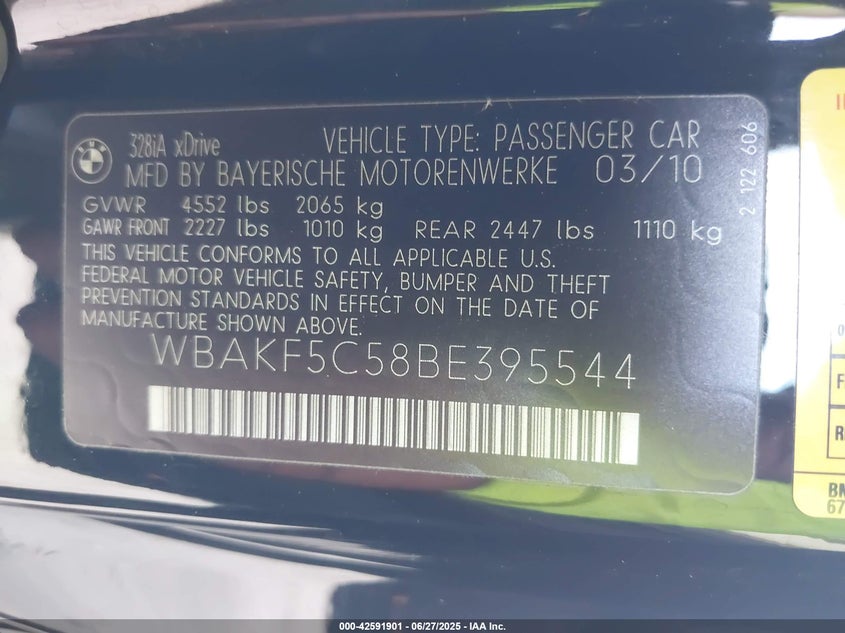 BMW
328iA xDrive VEHICLE TYPE: PASSENGER CAR
MFD BY BAYERISCHE MOTORENWERKE 03/10
GVWR 4552 lbs 2065 kg
GAWR FRONT 2227 lbs 1010 kg REAR 2447 lbs 1110 kg
THIS VEHICLE CONFORMS TO ALL APPLICABLE U.S.
FEDERAL MOTOR VEHICLE SAFETY, BUMPER AND THEFT
PREVENTION STANDARDS IN EFFECT ON THE DATE OF
MANUFACTURE SHOWN ABOVE.
WBAKF5C58BE395544
2 122 606
BM
67
000-42591901 - 06/27/2025 - IAA Inc.